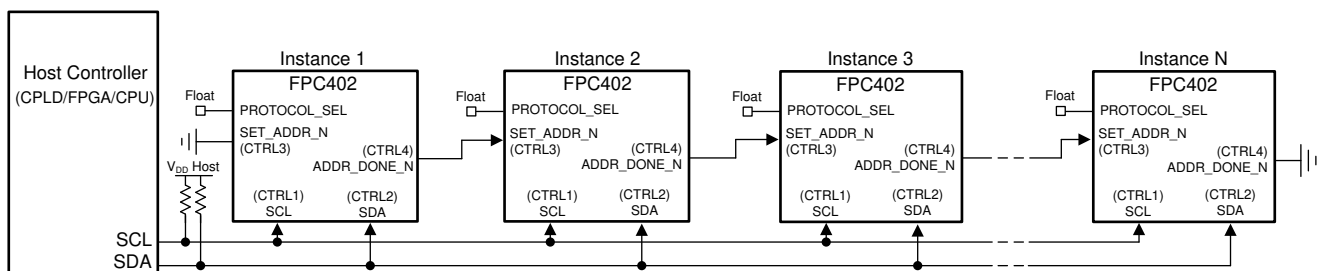 Host Controller
(CPLD/FPGA/CPU)
V_DD Host
SCL
SDA
Instance 1
FPC402
Float
PROTOCOL_SEL
SET_ADDR_N
(CTRL3)
(CTRL4)
ADDR_DONE_N
(CTRL1) (CTRL2)
SCL SDA
Instance 2
FPC402
Float
PROTOCOL_SEL
SET_ADDR_N
(CTRL3)
(CTRL4)
ADDR_DONE_N
(CTRL1) (CTRL2)
SCL SDA
Instance 3
FPC402
Float
PROTOCOL_SEL
SET_ADDR_N
(CTRL3)
(CTRL4)
ADDR_DONE_N
(CTRL1) (CTRL2)
SCL SDA
Instance N
FPC402
Float
PROTOCOL_SEL
SET_ADDR_N
(CTRL3)
(CTRL4)
ADDR_DONE_N
(CTRL1) (CTRL2)
SCL SDA